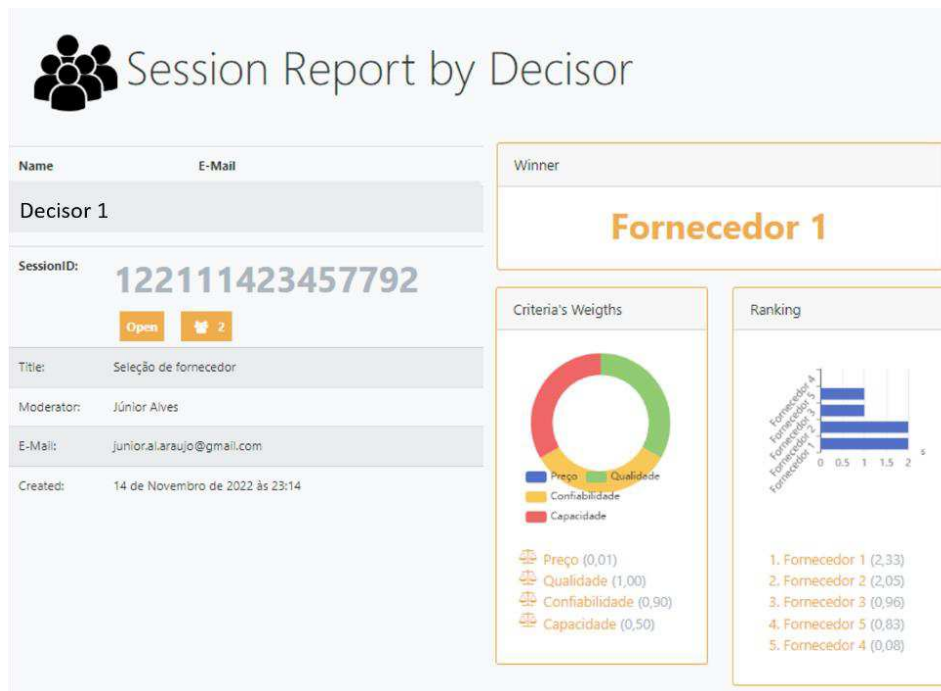 Session Report by Decisor
Name E-Mail
Decisor 1
SessionID: 122111423457792
Open 2
Title: Seleção de fornecedor
Moderator: Júnior Alves
E-Mail: junior.al.araujo@gmail.com
Created: 14 de Novembro de 2022 às 23:14
Winner
Fornecedor 1
Criteria's Weigths
Preço Qualidade
Confiabilidade
Capacidade
Preço (0,01)
Qualidade (1,00)
Confiabilidade (0,90)
Capacidade (0,50)
Ranking
Fornecedor 4
Fornecedor 5
Fornecedor 3
Fornecedor 2
Fornecedor 1
0 0.5 1 1.5 2 s
1. Fornecedor 1 (2,33)
2. Fornecedor 2 (2,05)
3. Fornecedor 3 (0,96)
4. Fornecedor 5 (0,83)
5. Fornecedor 4 (0,08)